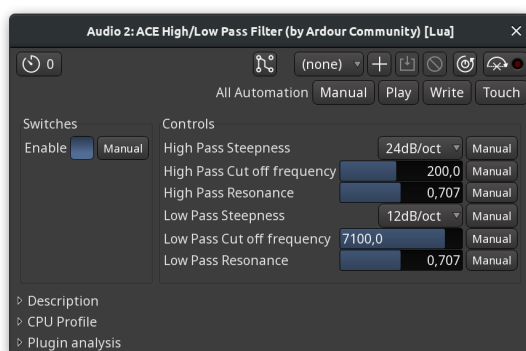 Audio 2: ACE High/Low Pass Filter (by Ardour Community) [Lua]
0 (none)
All Automation Manual Play Write Touch
Switches
Enable Manual
Controls
High Pass Steepness 24dB/oct Manual
High Pass Cut off frequency 200,0 Manual
High Pass Resonance 0,707 Manual
Low Pass Steepness 12dB/oct Manual
Low Pass Cut off frequency 7100,0 Manual
Low Pass Resonance 0,707 Manual
Description
CPU Profile
Plugin analysis